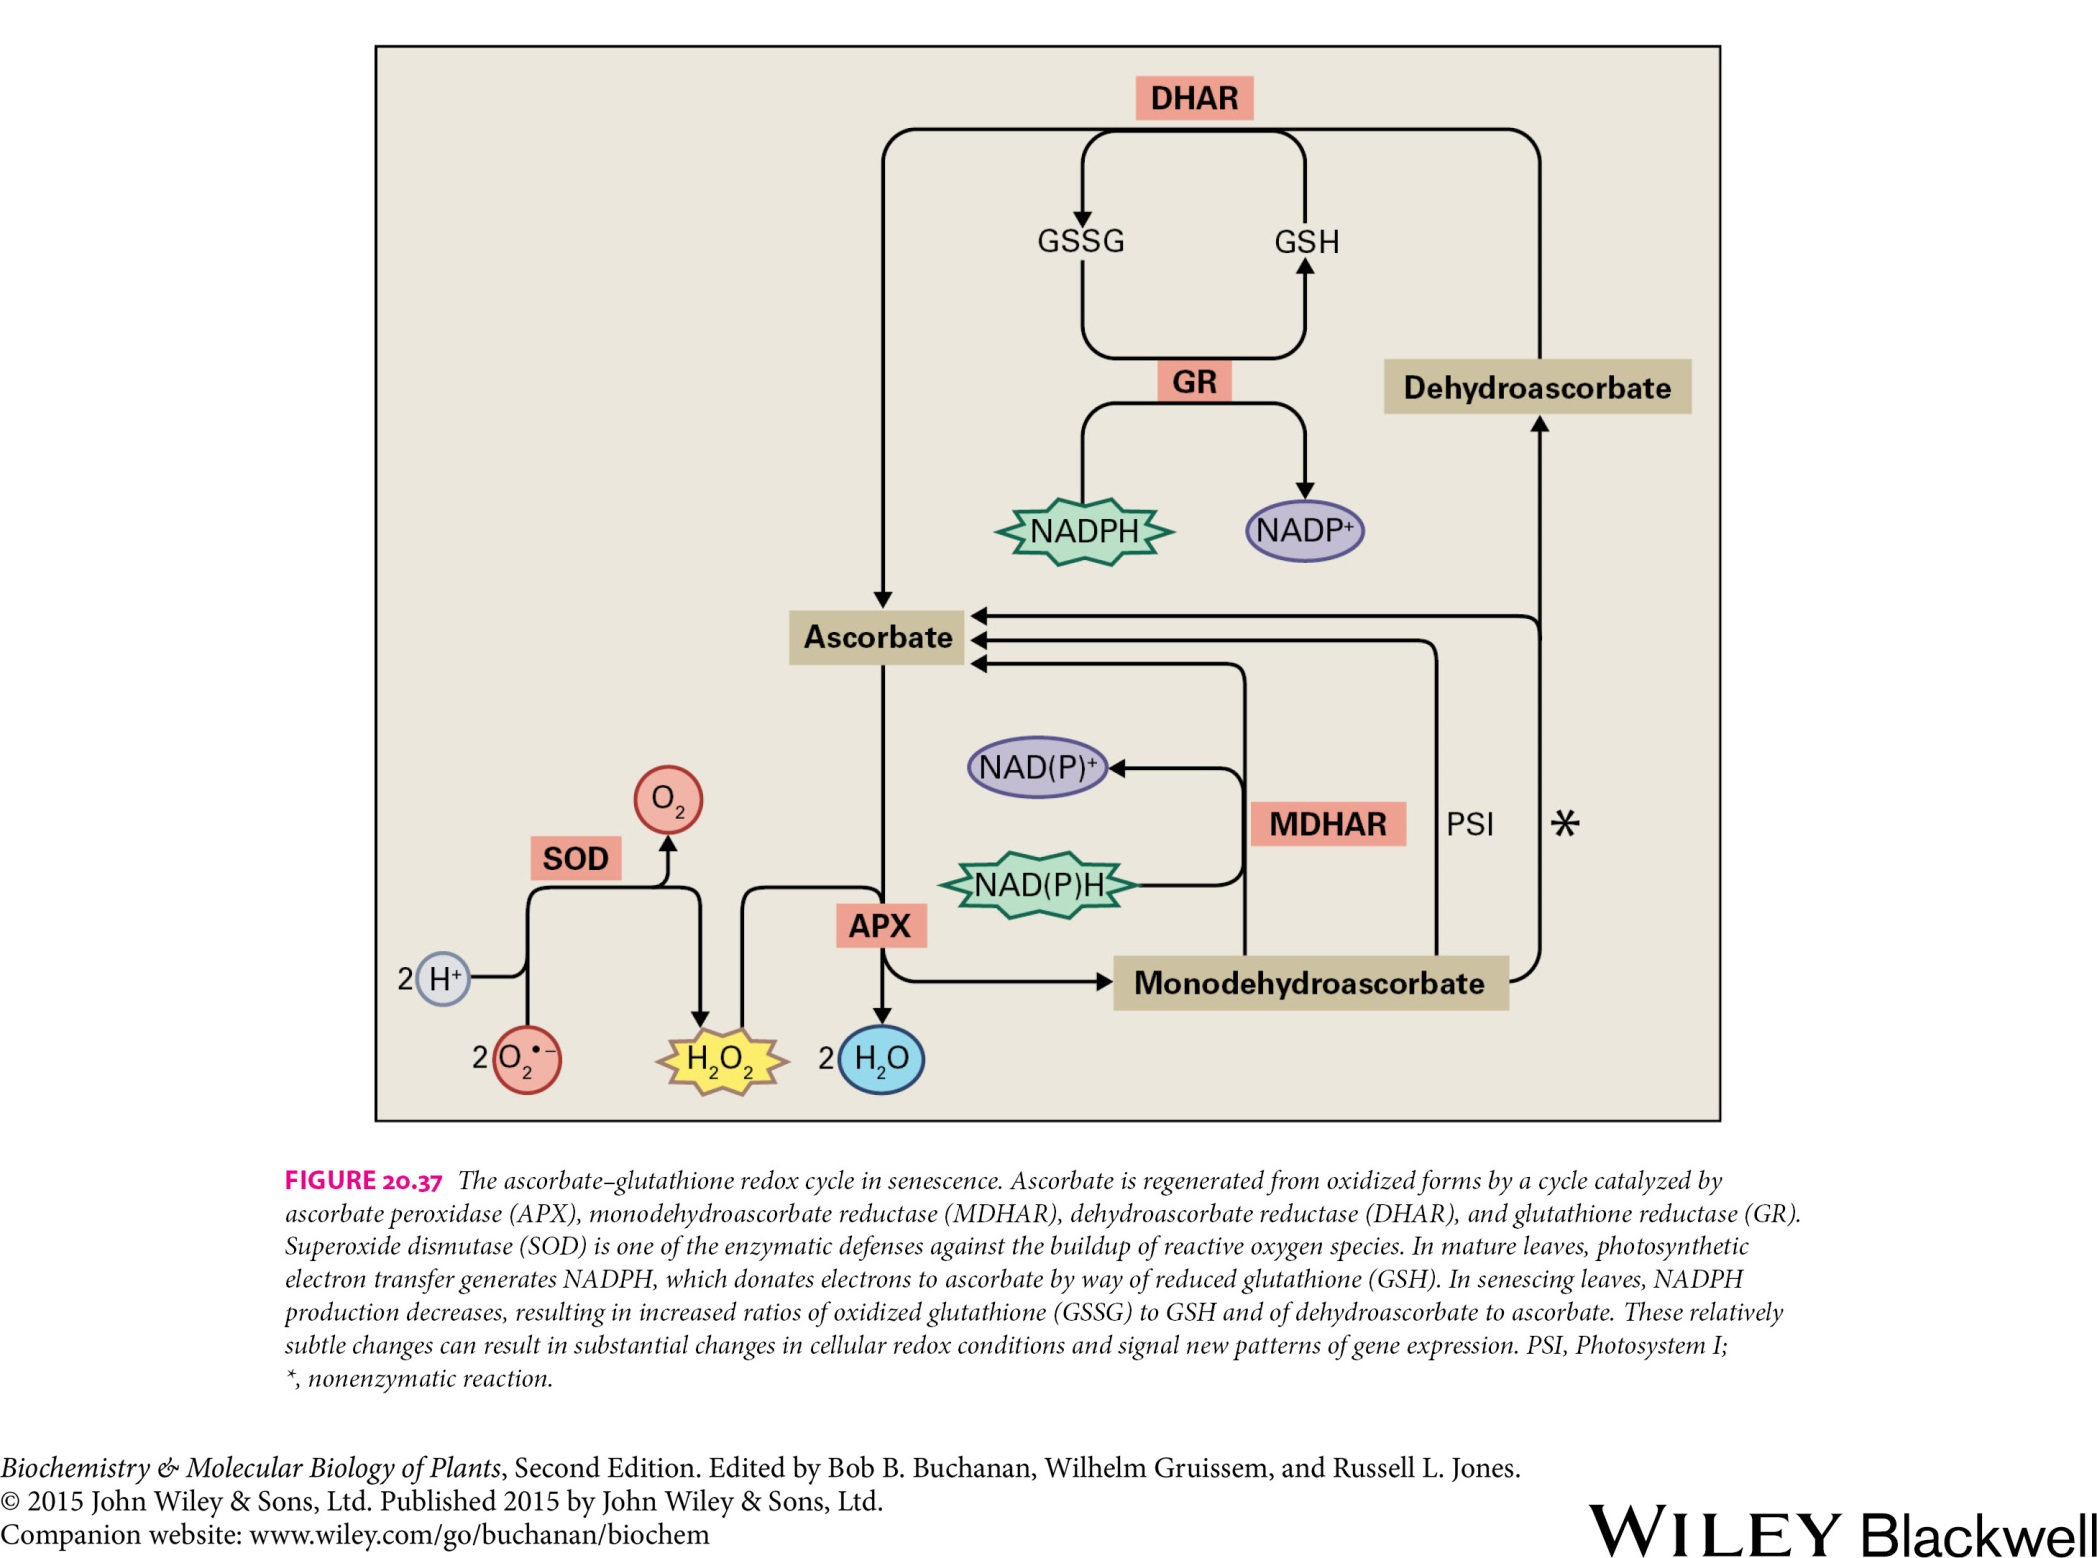 DHAR
GSSG
GSH
GR
Dehydroascorbate
NADPH
NADP⁺
Ascorbate
NAD(P)⁺
O₂
MDHAR
PSI
*
SOD
NAD(P)H
APX
2 H⁺
Monodehydroascorbate
2 O₂•⁻
H₂O₂
2 H₂O
FIGURE 20.37 The ascorbate–glutathione redox cycle in senescence. Ascorbate is regenerated from oxidized forms by a cycle catalyzed by
ascorbate peroxidase (APX), monodehydroascorbate reductase (MDHAR), dehydroascorbate reductase (DHAR), and glutathione reductase (GR).
Superoxide dismutase (SOD) is one of the enzymatic defenses against the buildup of reactive oxygen species. In mature leaves, photosynthetic
electron transfer generates NADPH, which donates electrons to ascorbate by way of reduced glutathione (GSH). In senescing leaves, NADPH
production decreases, resulting in increased ratios of oxidized glutathione (GSSG) to GSH and of dehydroascorbate to ascorbate. These relatively
subtle changes can result in substantial changes in cellular redox conditions and signal new patterns of gene expression. PSI, Photosystem I;
*, nonenzymatic reaction.
Biochemistry & Molecular Biology of Plants, Second Edition. Edited by Bob B. Buchanan, Wilhelm Gruissem, and Russell L. Jones.
© 2015 John Wiley & Sons, Ltd. Published 2015 by John Wiley & Sons, Ltd.
Companion website: www.wiley.com/go/buchanan/biochem
WILEY Blackwell